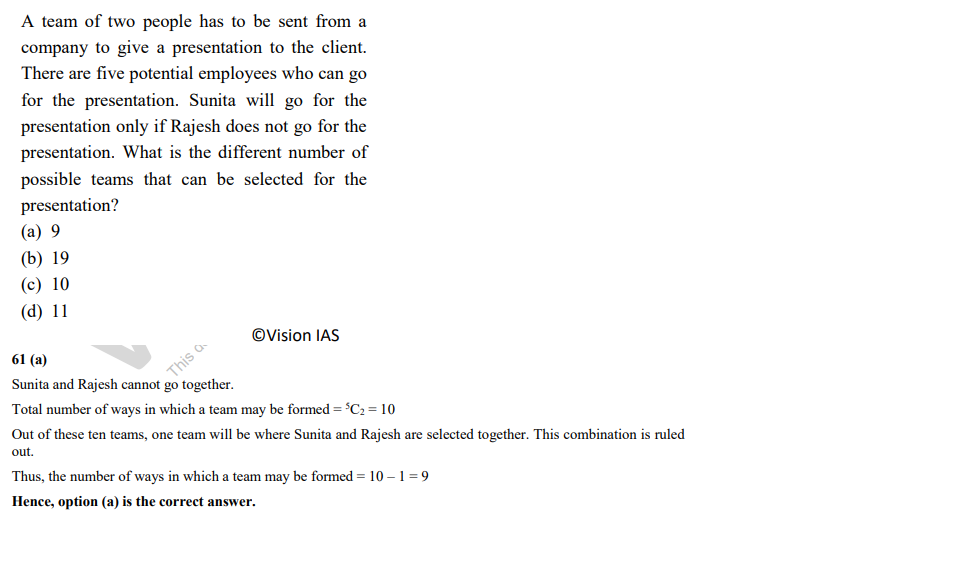 A team of two people has to be sent from a
company to give a presentation to the client.
There are five potential employees who can go
for the presentation. Sunita will go for the
presentation only if Rajesh does not go for the
presentation. What is the different number of
possible teams that can be selected for the
presentation?
(a) 9
(b) 19
(c) 10
(d) 11
©Vision IAS
This
61 (a)
Sunita and Rajesh cannot go together.
Total number of ways in which a team may be formed = ⁵C₂ = 10
Out of these ten teams, one team will be where Sunita and Rajesh are selected together. This combination is ruled
out.
Thus, the number of ways in which a team may be formed = 10 – 1 = 9
Hence, option (a) is the correct answer.